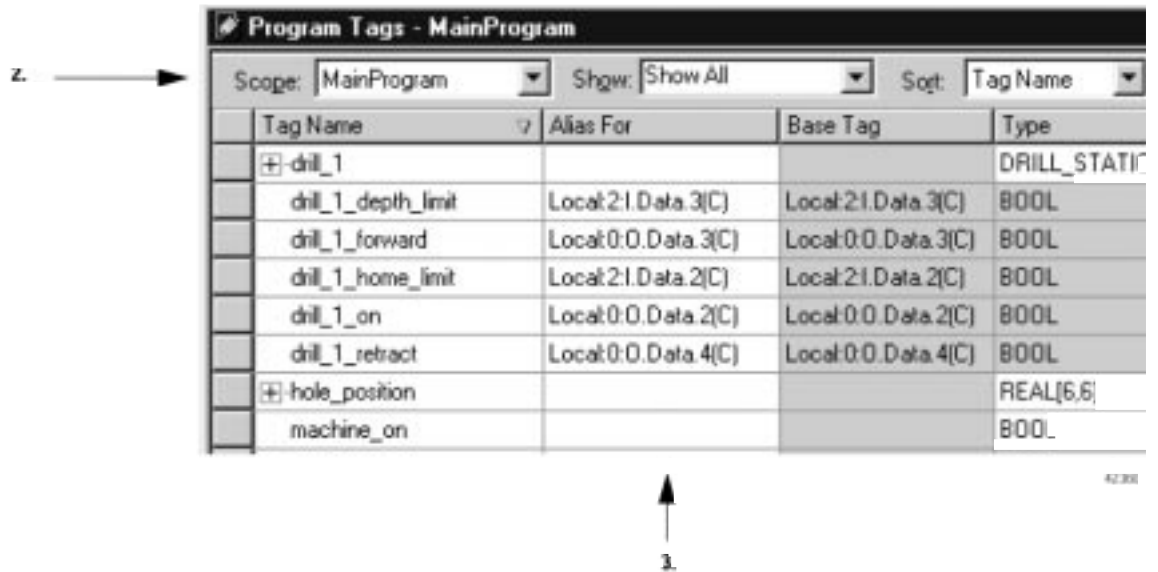 Program Tags - MainProgram
2.
Scope: MainProgram Show: Show All Sort: Tag Name
Tag Name Alias For Base Tag Type
drill_1 DRILL_STATIO
drill_1_depth_limit Local:2:I.Data.3(C) Local:2:I.Data.3(C) BOOL
drill_1_forward Local:0:O.Data.3(C) Local:0:O.Data.3(C) BOOL
drill_1_home_limit Local:2:I.Data.2(C) Local:2:I.Data.2(C) BOOL
drill_1_on Local:0:O.Data.2(C) Local:0:O.Data.2(C) BOOL
drill_1_retract Local:0:O.Data.4(C) Local:0:O.Data.4(C) BOOL
hole_position REAL[6,6]
machine_on BOOL
3.